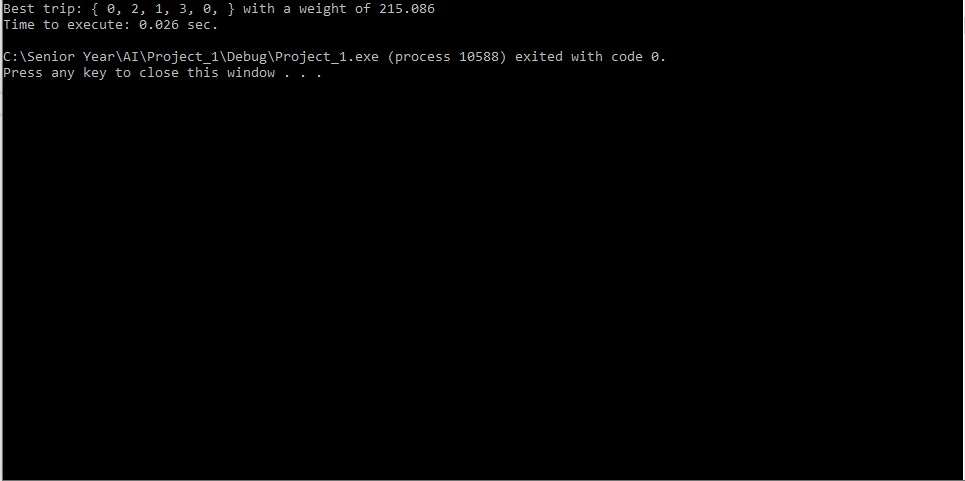 Best trip: { 0, 2, 1, 3, 0, } with a weight of 215.086
Time to execute: 0.026 sec.
C:\Senior Year\AI\Project_1\Debug\Project_1.exe (process 10588) exited with code 0.
Press any key to close this window . . .